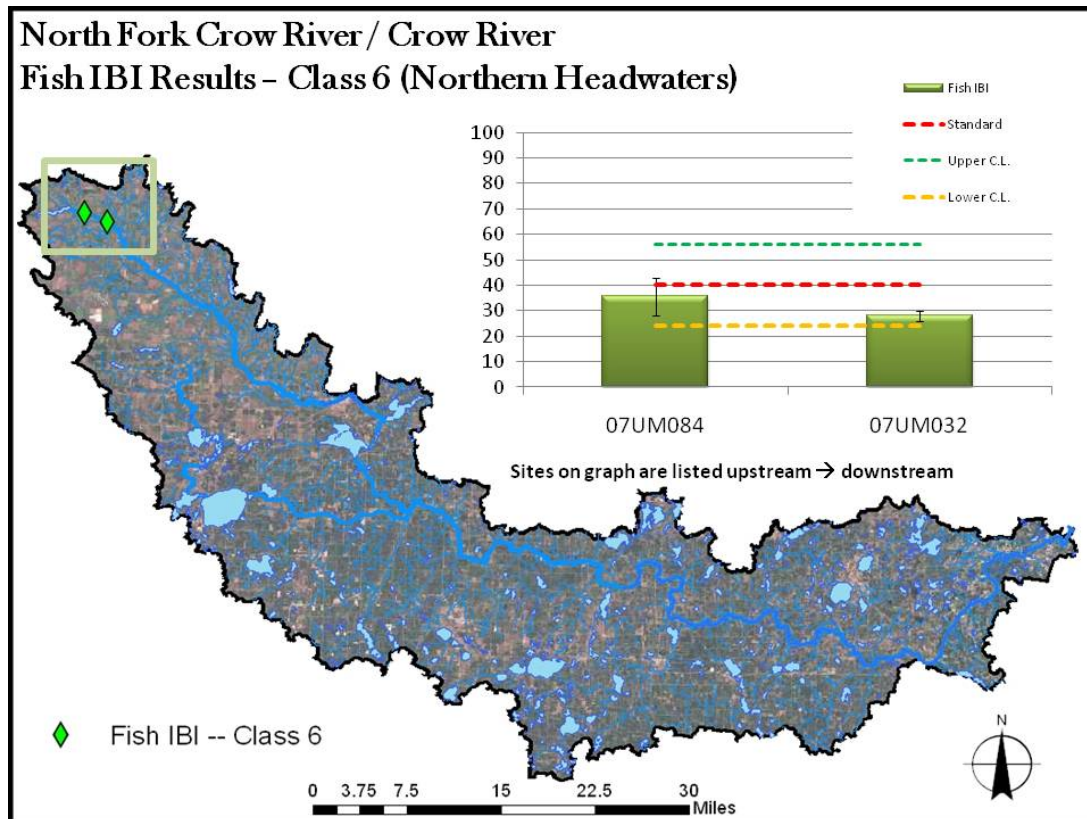 North Fork Crow River / Crow River
Fish IBI Results – Class 6 (Northern Headwaters)
Fish IBI
Standard
Upper C.L.
Lower C.L.
100
90
80
70
60
50
40
30
20
10
0
07UM084 07UM032
Sites on graph are listed upstream → downstream
Fish IBI -- Class 6
N
0 3.75 7.5 15 22.5 30
Miles